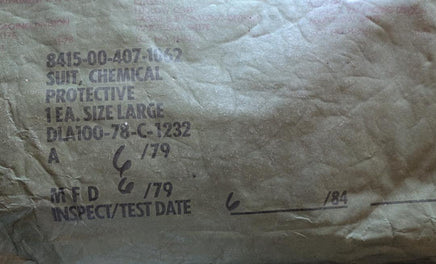 8415-00-407-1062
SUIT, CHEMICAL
PROTECTIVE
1 EA. SIZE LARGE
DLA100-78-C-1232
A 6/79
MFD 6/79
INSPECT/TEST DATE 6/84